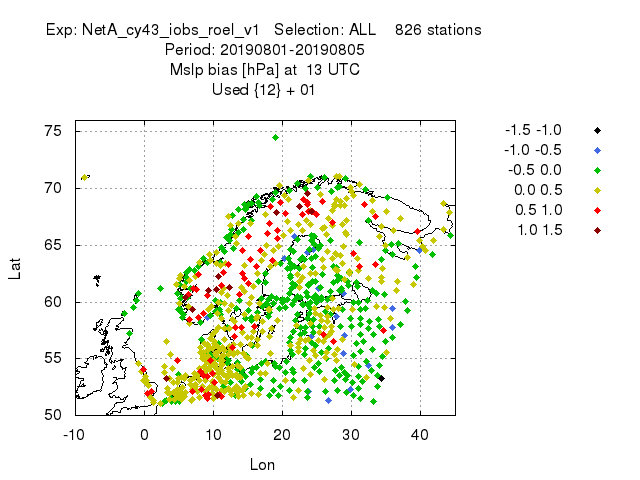 Exp: NetA_cy43_iobs_roel_v1 Selection: ALL 826 stations
Period: 20190801-20190805
Mslp bias [hPa] at 13 UTC
Used {12} + 01
75
70
65
60
55
50
Lat
-10 0 10 20 30 40
Lon
-1.5 -1.0
-1.0 -0.5
-0.5 0.0
0.0 0.5
0.5 1.0
1.0 1.5